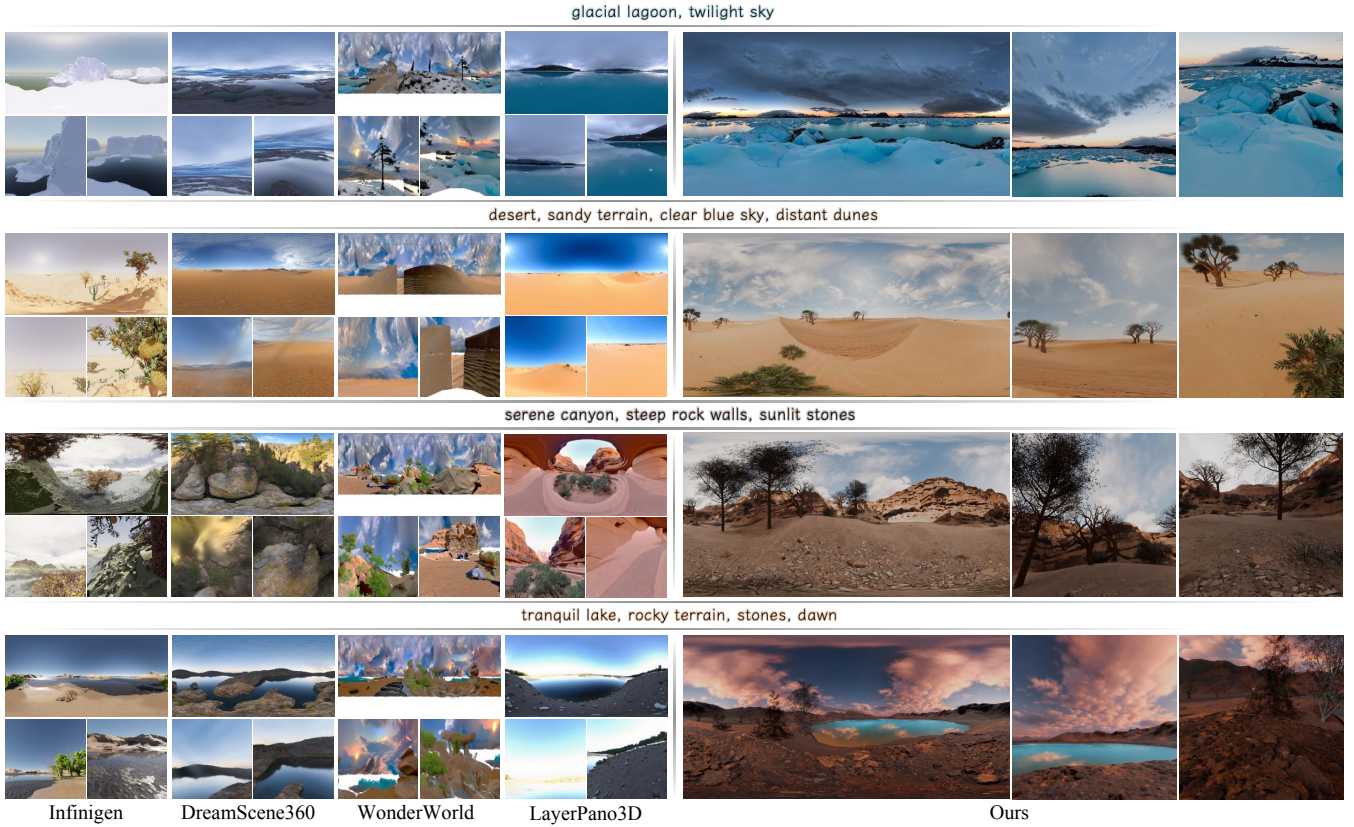 glacial lagoon, twilight sky
desert, sandy terrain, clear blue sky, distant dunes
serene canyon, steep rock walls, sunlit stones
tranquil lake, rocky terrain, stones, dawn
Infinigen DreamScene360 WonderWorld LayerPano3D Ours